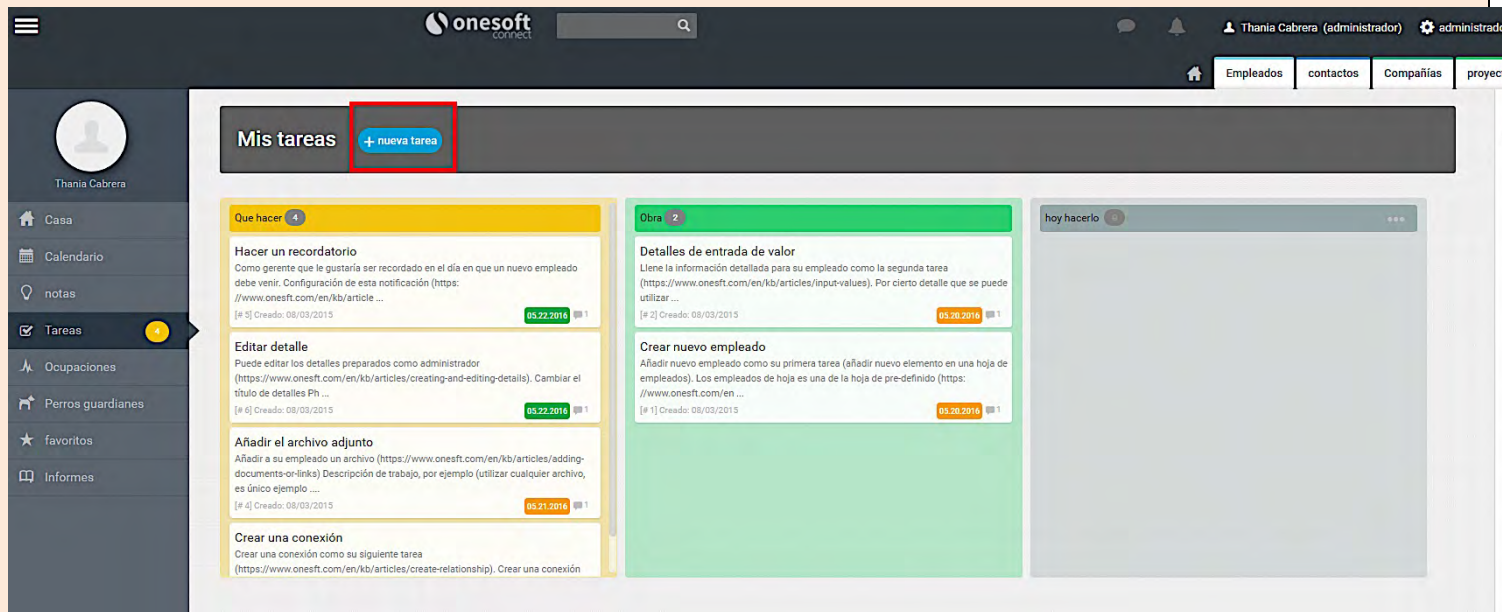 onesoft
connect
Thania Cabrera (administrador)
administrado
Empleados
contactos
Compañías
proyect
Thania Cabrera
Casa
Calendario
notas
Tareas 4
Ocupaciones
Perros guardianes
favoritos
Informes
Mis tareas + nueva tarea
Que hacer 4
Hacer un recordatorio
Como gerente que le gustaría ser recordado en el día en que un nuevo empleado
debe venir. Configuración de esta notificación (https:
//www.onesft.com/en/kb/article ...
[# 5] Creado: 08/03/2015 05.22.2016 1
Editar detalle
Puede editar los detalles preparados como administrador
(https://www.onesft.com/en/kb/articles/creating-and-editing-details). Cambiar el
título de detalles Ph ...
[# 6] Creado: 08/03/2015 05.22.2016 1
Añadir el archivo adjunto
Añadir a su empleado un archivo (https://www.onesft.com/en/kb/articles/adding-
documents-or-links) Descripción de trabajo, por ejemplo (utilizar cualquier archivo,
es único ejemplo ....
[# 4] Creado: 08/03/2015 05.21.2016 1
Crear una conexión
Crear una conexión como su siguiente tarea
(https://www.onesft.com/en/kb/articles/create-relationship). Crear una conexión
Obra 2
Detalles de entrada de valor
Llene la información detallada para su empleado como la segunda tarea
(https://www.onesft.com/en/kb/articles/input-values). Por cierto detalle que se puede
utilizar ...
[# 2] Creado: 08/03/2015 05.20.2016 1
Crear nuevo empleado
Añadir nuevo empleado como su primera tarea (añadir nuevo elemento en una hoja de
empleados). Los empleados de hoja es una de la hoja de pre-definido (https:
//www.onesft.com/en ...
[# 1] Creado: 08/03/2015 05.20.2016 1
hoy hacerlo 0